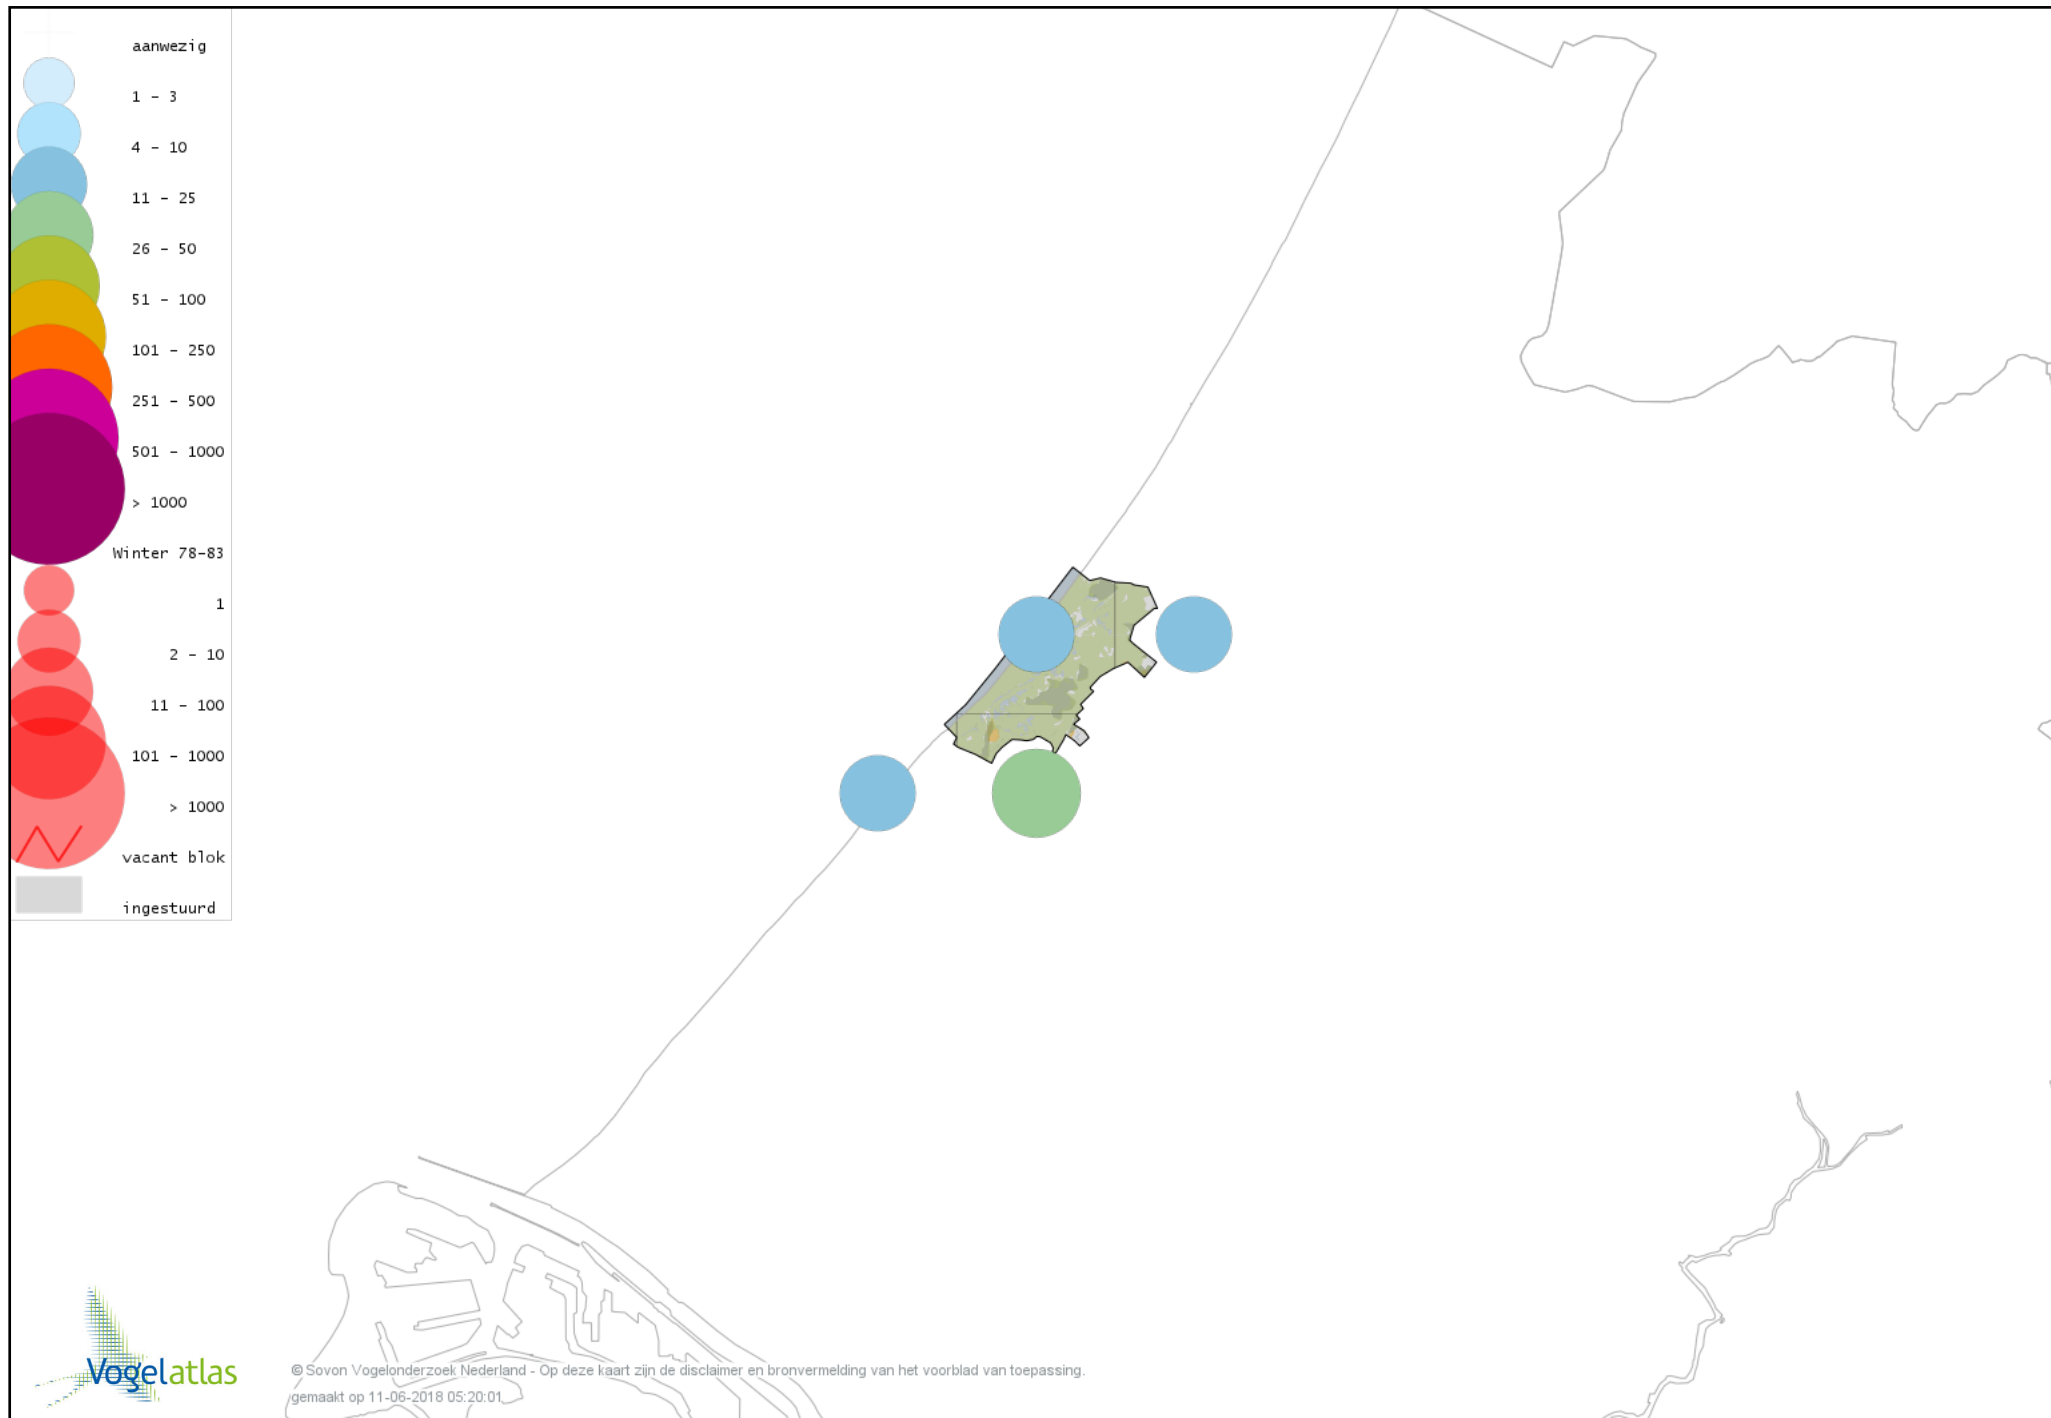 aanwezig
1 - 3
4 - 10
11 - 25
26 - 50
51 - 100
101 - 250
251 - 500
501 - 1000
> 1000
Winter 78-83
1
2 - 10
11 - 100
101 - 1000
> 1000
vacant blok
ingestuurd
Vogelatlas
© Sovon Vogelonderzoek Nederland - Op deze kaart zijn de disclaimer en bronvermelding van het voorblad van toepassing.
gemaakt op 11-06-2018 05:20:01